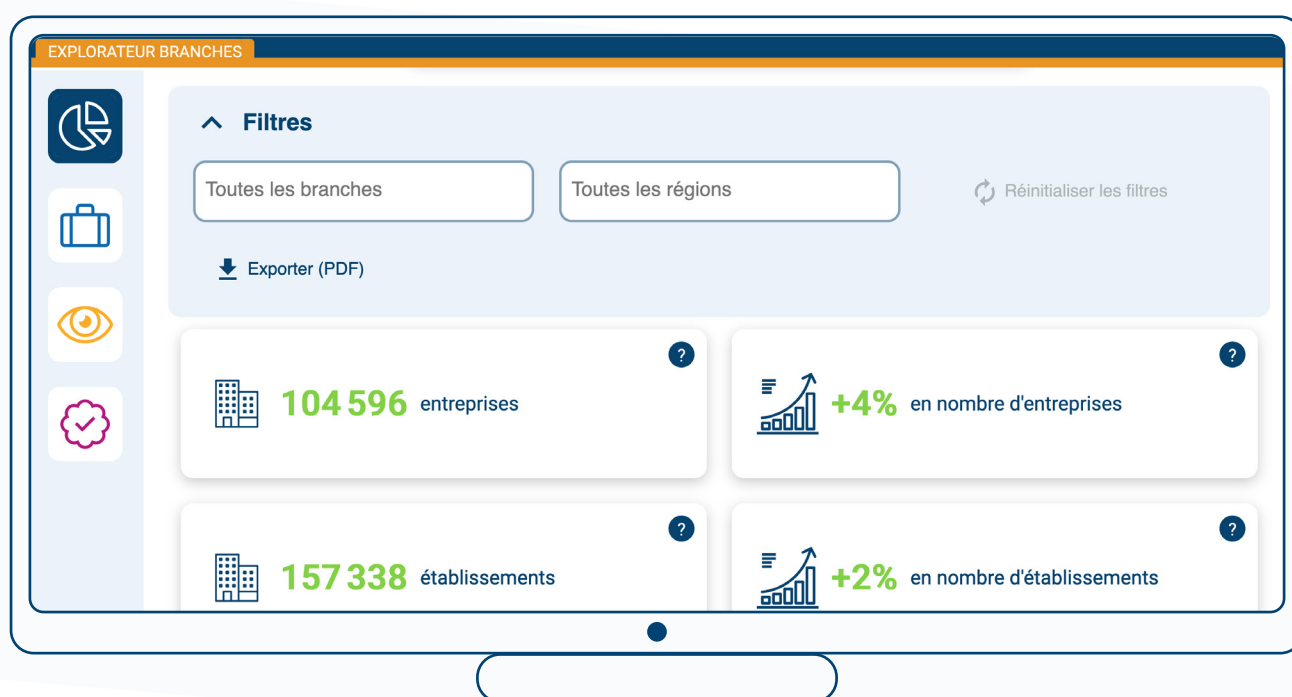 EXPLORATEUR BRANCHES
Filtres
Toutes les branches
Toutes les régions
Réinitialiser les filtres
Exporter (PDF)
?
104 596 entreprises
?
+4% en nombre d'entreprises
?
157 338 établissements
?
+2% en nombre d'établissements